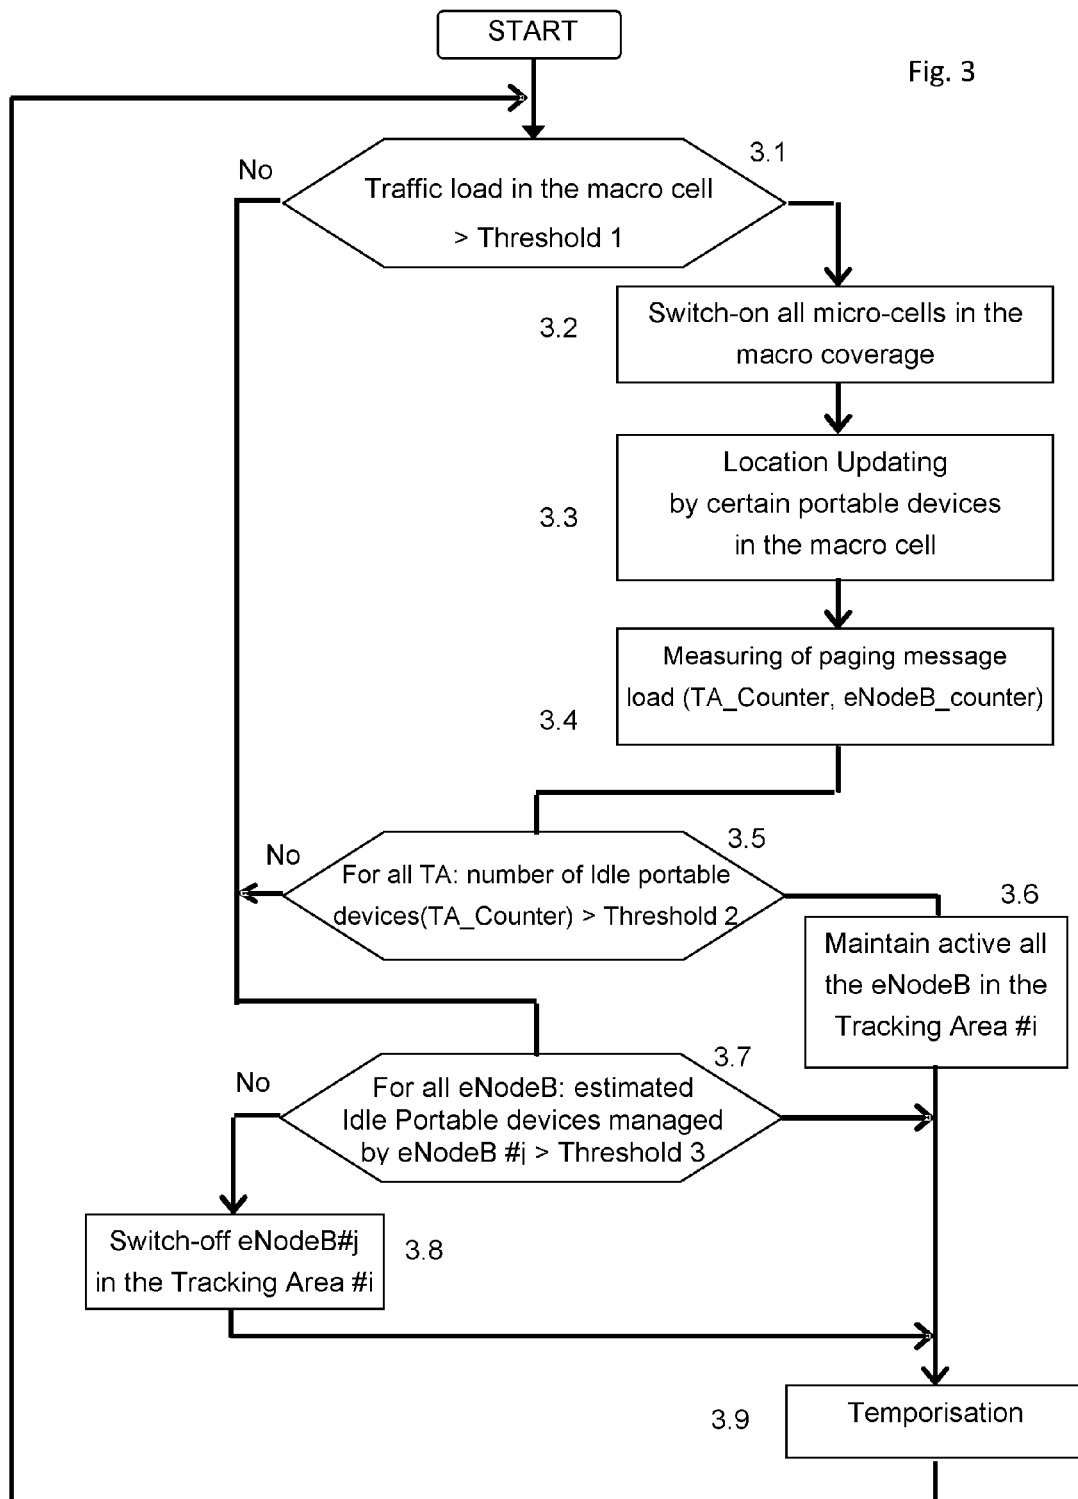 START
Fig. 3
No
3.1
Traffic load in the macro cell
> Threshold 1
3.2
Switch-on all micro-cells in the
macro coverage
3.3
Location Updating
by certain portable devices
in the macro cell
3.4
Measuring of paging message
load (TA_Counter, eNodeB_counter)
No
3.5
For all TA: number of Idle portable
devices(TA_Counter) > Threshold 2
3.6
Maintain active all
the eNodeB in the
Tracking Area #i
No
3.7
For all eNodeB: estimated
Idle Portable devices managed
by eNodeB #j > Threshold 3
Switch-off eNodeB#j
in the Tracking Area #i
3.8
3.9
Temporisation